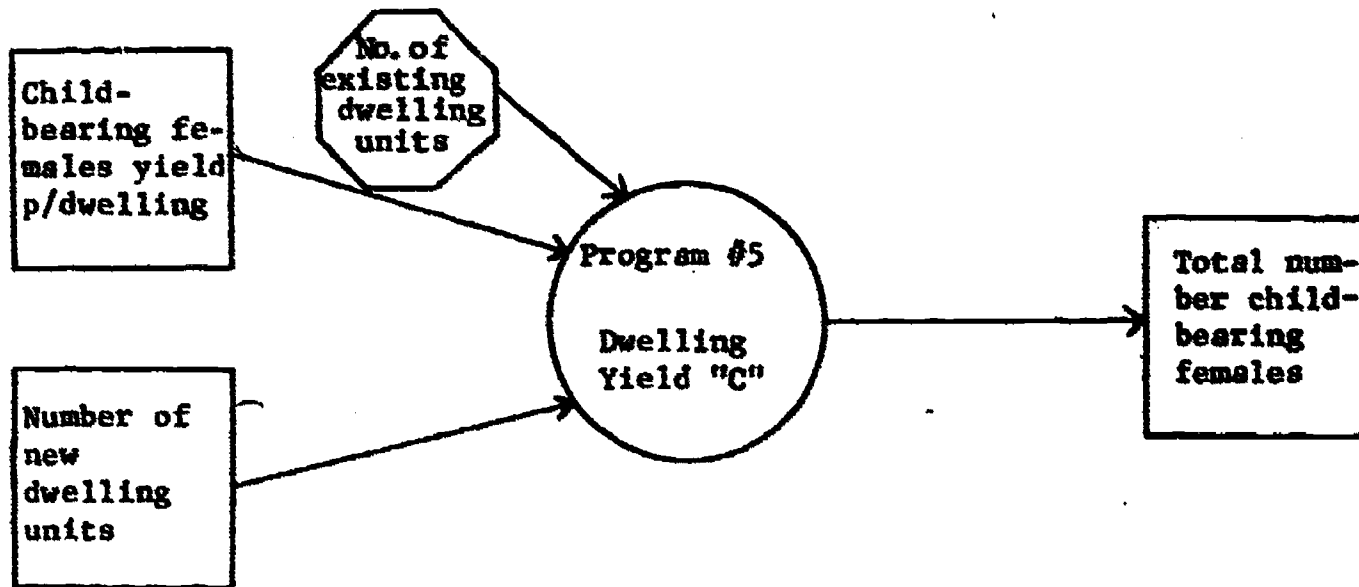 Child-
bearing fe-
males yield
p/dwelling
No. of
existing
dwelling
units
Number of
new
dwelling
units
Program #5
Dwelling
Yield "C"
Total num-
ber child-
bearing
females